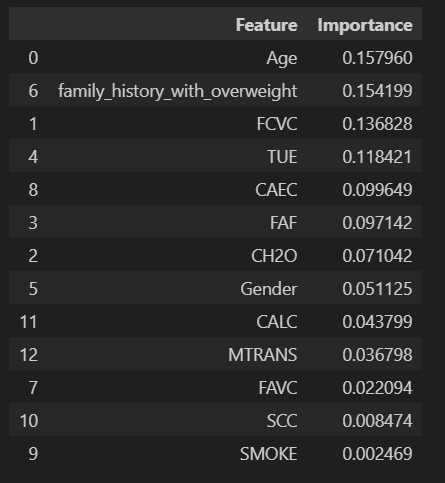 Feature Importance
0 Age 0.157960
6 family_history_with_overweight 0.154199
1 FCVC 0.136828
4 TUE 0.118421
8 CAEC 0.099649
3 FAF 0.097142
2 CH2O 0.071042
5 Gender 0.051125
11 CALC 0.043799
12 MTRANS 0.036798
7 FAVC 0.022094
10 SCC 0.008474
9 SMOKE 0.002469